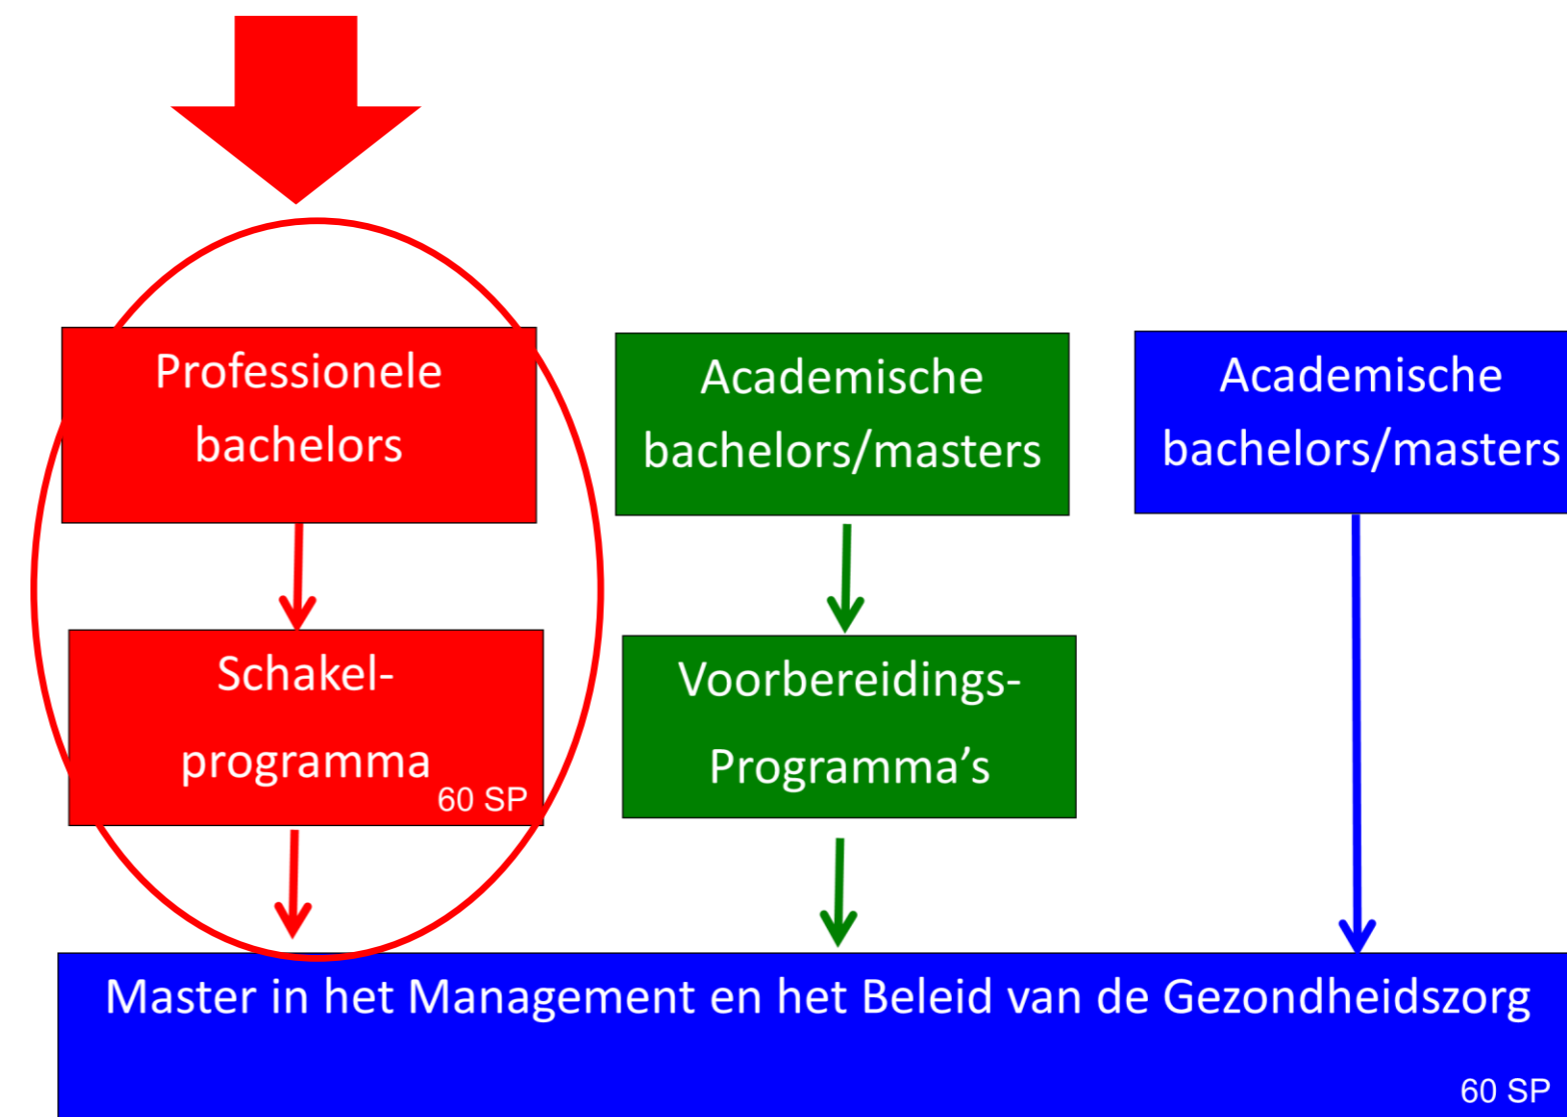 Professionele
bachelors
Academische
bachelors/masters
Academische
bachelors/masters
Schakel-
programma
60 SP
Voorbereidings-
Programma’s
Master in het Management en het Beleid van de Gezondheidszorg
60 SP